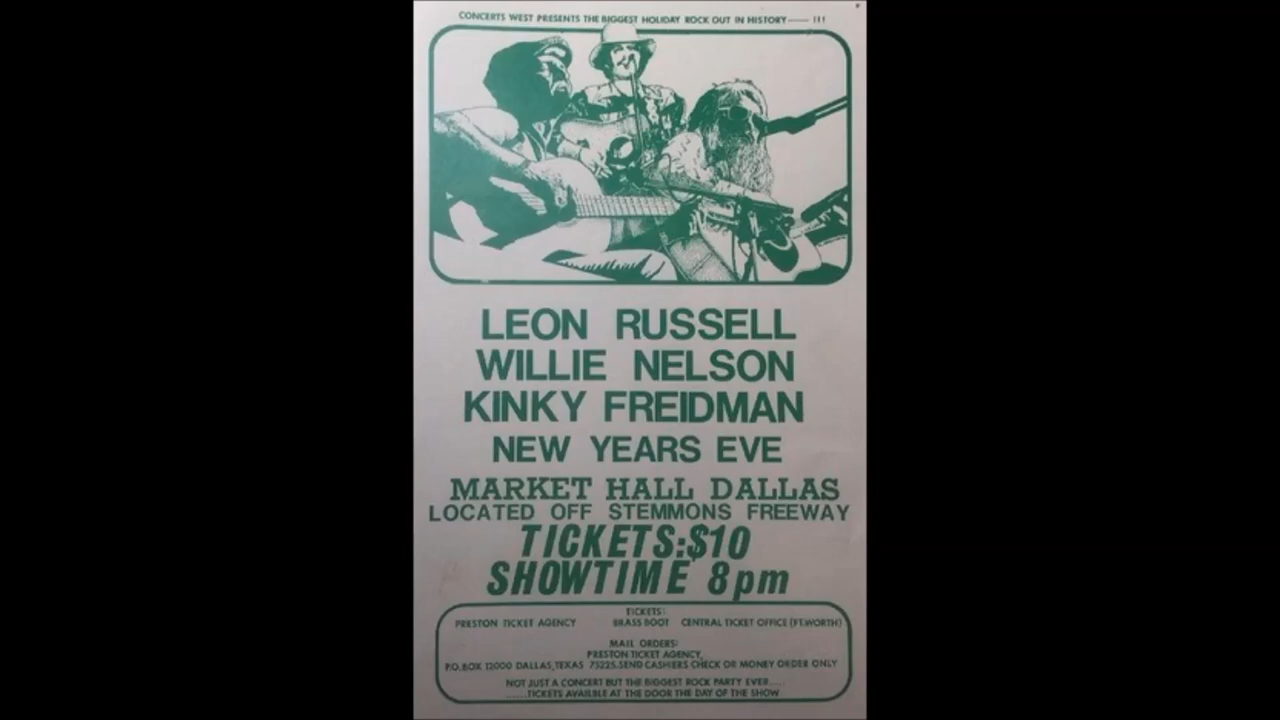 CONCERTS WEST PRESENTS THE BIGGEST HOLIDAY ROCK OUT IN HISTORY—— !!!
LEON RUSSELL
WILLIE NELSON
KINKY FREIDMAN
NEW YEARS EVE
MARKET HALL DALLAS
LOCATED OFF STEMMONS FREEWAY
TICKETS:$10
SHOWTIME 8pm
TICKETS:
PRESTON TICKET AGENCY BRASS BOOT CENTRAL TICKET OFFICE (FT.WORTH)
MAIL ORDERS:
PRESTON TICKET AGENCY,
P.O.BOX 12000 DALLAS,TEXAS 75225.SEND CASHIERS CHECK OR MONEY ORDER ONLY
NOT JUST A CONCERT BUT THE BIGGEST ROCK PARTY EVER.....
......TICKETS AVAILBLE AT THE DOOR THE DAY OF THE SHOW